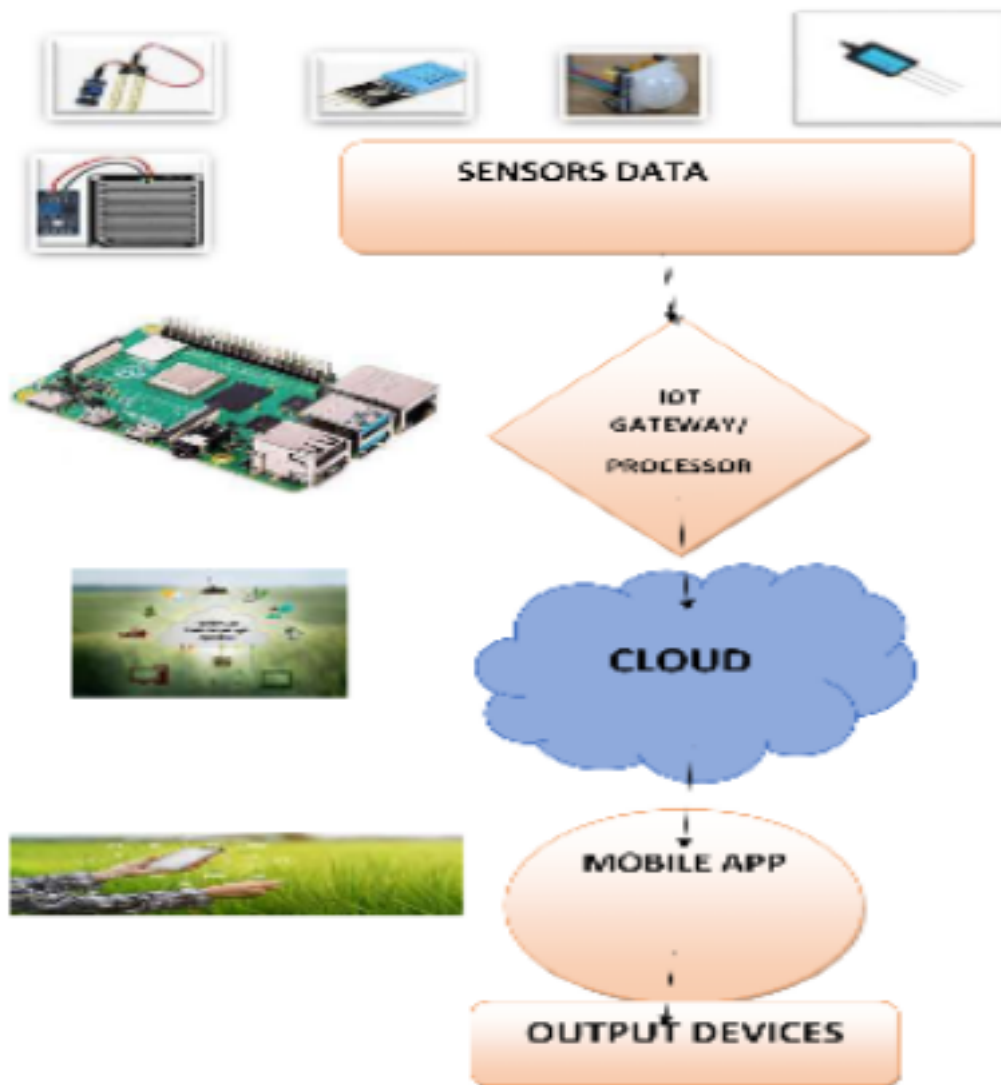 SENSORS DATA
IOT
GATEWAY/
PROCESSOR
CLOUD
MOBILE APP
OUTPUT DEVICES